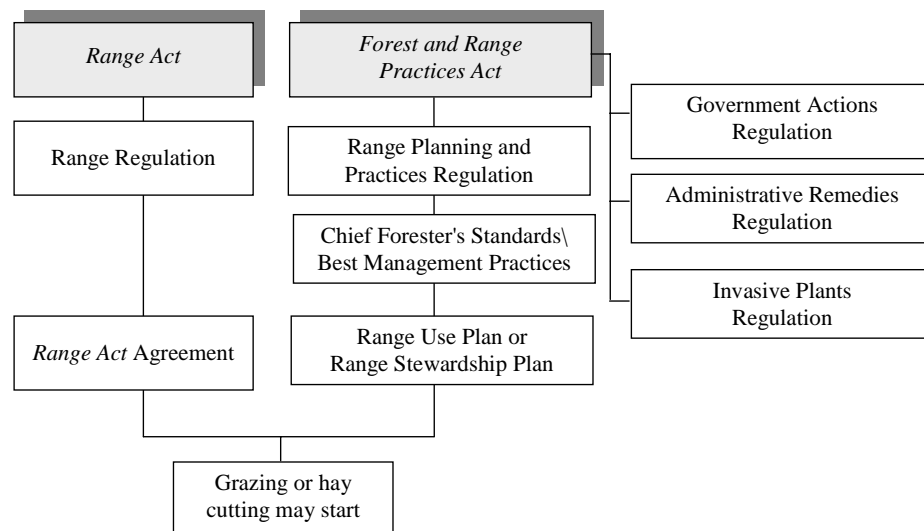 Range Act
Forest and Range
Practices Act
Government Actions
Regulation
Range Regulation
Range Planning and
Practices Regulation
Administrative Remedies
Regulation
Chief Forester's Standards\
Best Management Practices
Invasive Plants
Regulation
Range Act Agreement
Range Use Plan or
Range Stewardship Plan
Grazing or hay
cutting may start